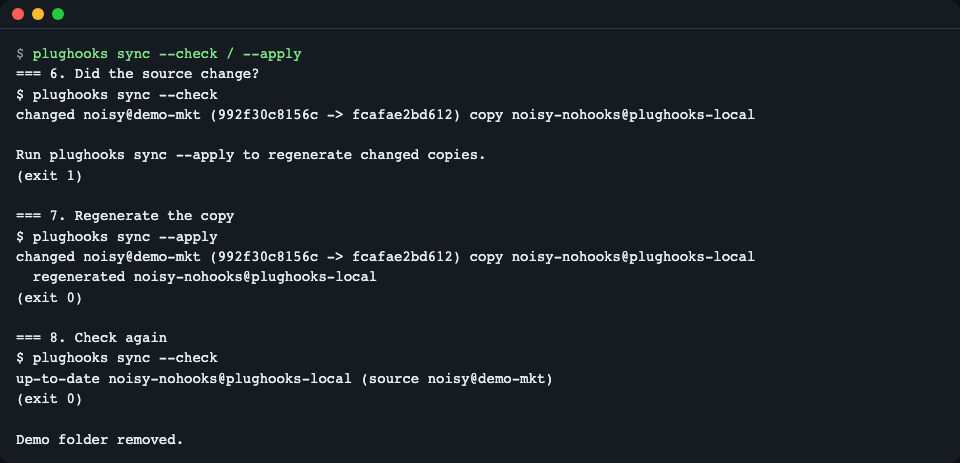 $ plughooks sync --check / --apply
=== 6. Did the source change?
$ plughooks sync --check
changed noisy@demo-mkt (992f30c8156c -> fcafae2bd612) copy noisy-nohooks@plughooks-local
Run plughooks sync --apply to regenerate changed copies.
(exit 1)
=== 7. Regenerate the copy
$ plughooks sync --apply
changed noisy@demo-mkt (992f30c8156c -> fcafae2bd612) copy noisy-nohooks@plughooks-local
  regenerated noisy-nohooks@plughooks-local
(exit 0)
=== 8. Check again
$ plughooks sync --check
up-to-date noisy-nohooks@plughooks-local (source noisy@demo-mkt)
(exit 0)
Demo folder removed.